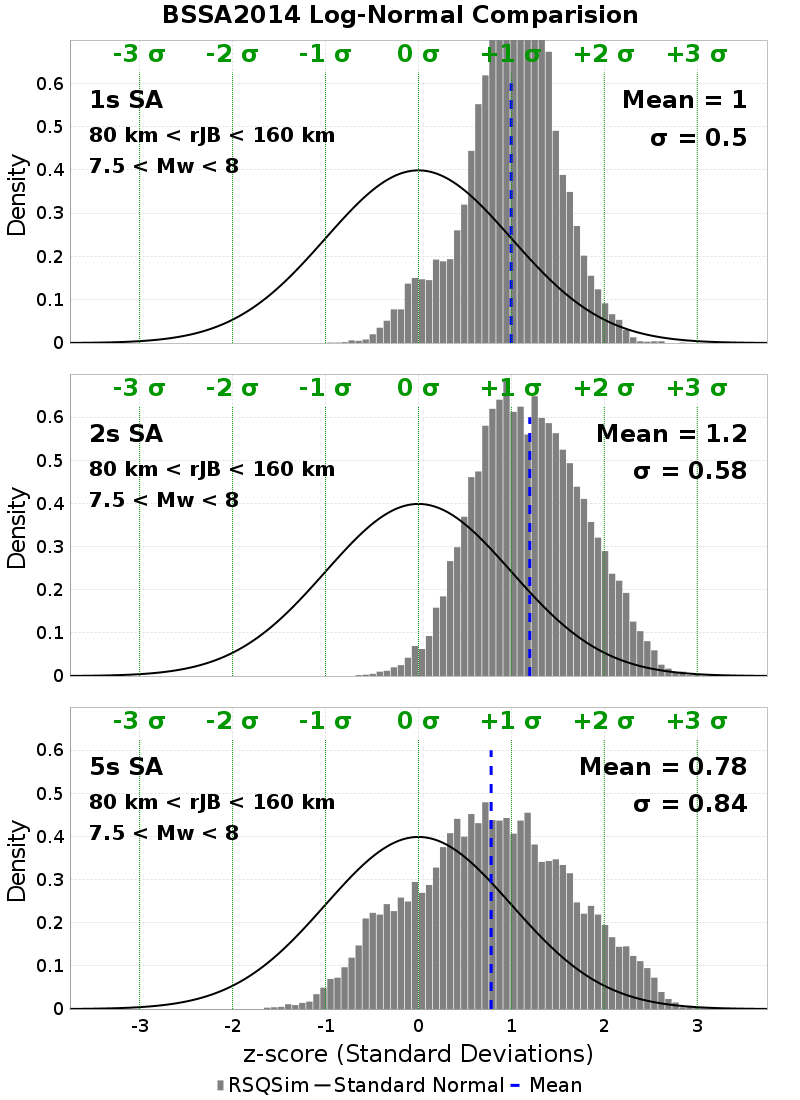 BSSA2014 Log-Normal Comparision
-3 σ -2 σ -1 σ 0 σ +1 σ +2 σ +3 σ
1s SA
80 km < rJB < 160 km
7.5 < Mw < 8
Mean = 1
σ = 0.5
Density
0.6
0.5
0.4
0.3
0.2
0.1
0
-3 σ -2 σ -1 σ 0 σ +1 σ +2 σ +3 σ
2s SA
80 km < rJB < 160 km
7.5 < Mw < 8
Mean = 1.2
σ = 0.58
Density
0.6
0.5
0.4
0.3
0.2
0.1
0
-3 σ -2 σ -1 σ 0 σ +1 σ +2 σ +3 σ
5s SA
80 km < rJB < 160 km
7.5 < Mw < 8
Mean = 0.78
σ = 0.84
Density
0.6
0.5
0.4
0.3
0.2
0.1
0
-3 -2 -1 0 1 2 3
z-score (Standard Deviations)
RSQSim Standard Normal Mean